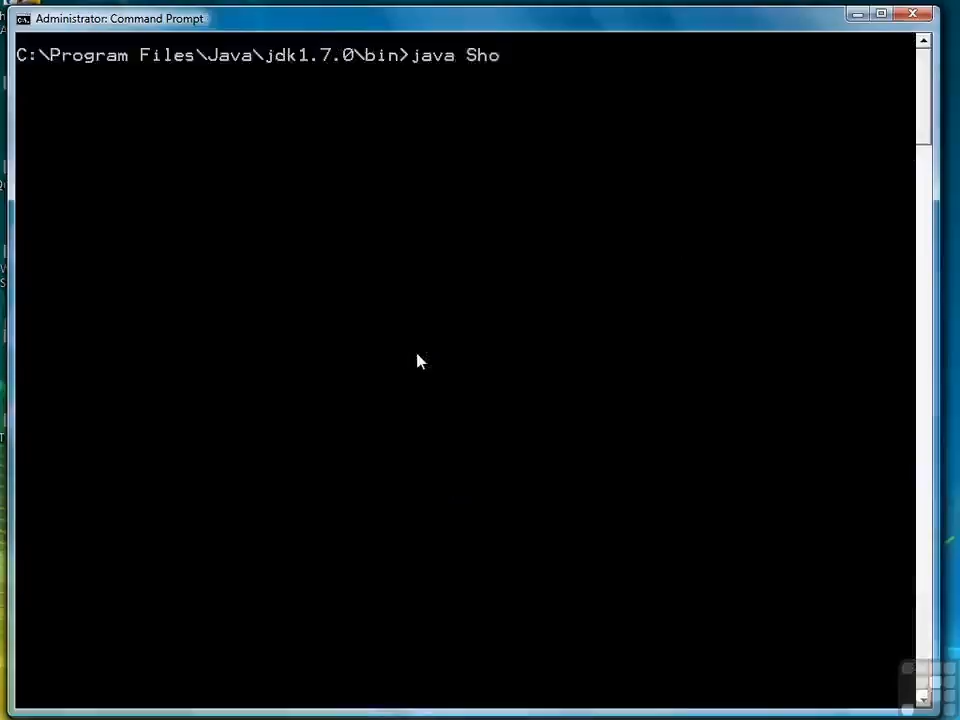 Administrator: Command Prompt
C:\Program Files\Java\jdk1.7.0\bin>java Sho